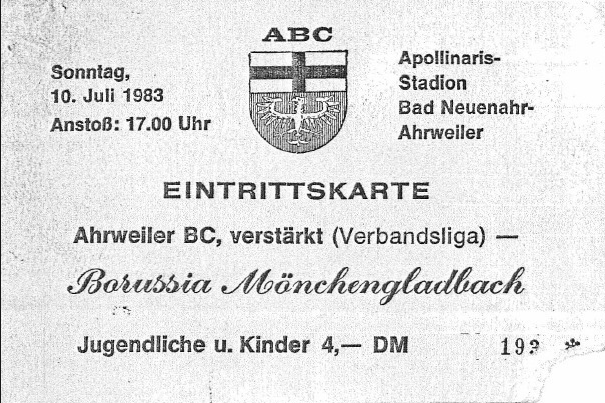 ABC
Sonntag,
10. Juli 1983
Anstoß: 17.00 Uhr
Apollinaris-
Stadion
Bad Neuenahr-
Ahrweiler
EINTRITTSKARTE
Ahrweiler BC, verstärkt (Verbandsliga) —
Borussia Mönchengladbach
Jugendliche u. Kinder 4,— DM